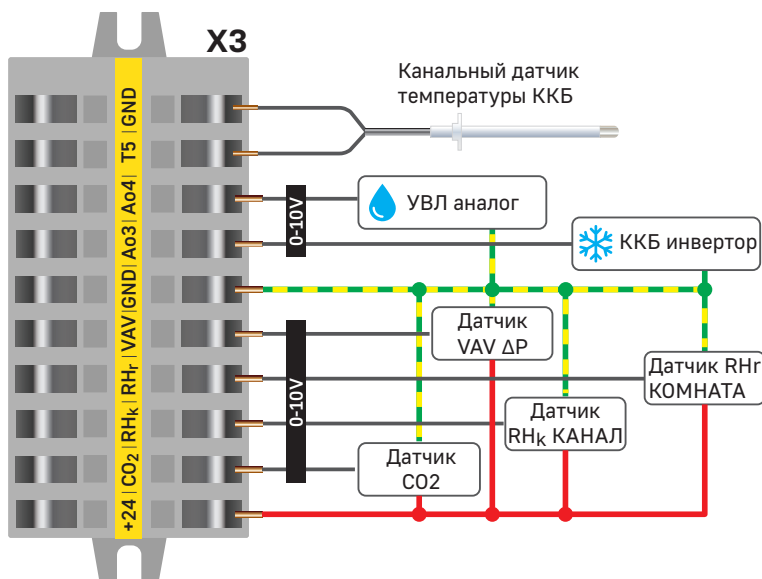 X3
Канальный датчик
температуры ККБ
+24 | CO₂ | RHₖ | RHᵣ | VAV | GND | Ao3 | Ao4 | T5 | GND
0-10V
УВЛ аналог
ККБ инвертор
0-10V
Датчик
VAV ΔP
Датчик RHr
КОМНАТА
Датчик
RHₖ КАНАЛ
Датчик
CO2